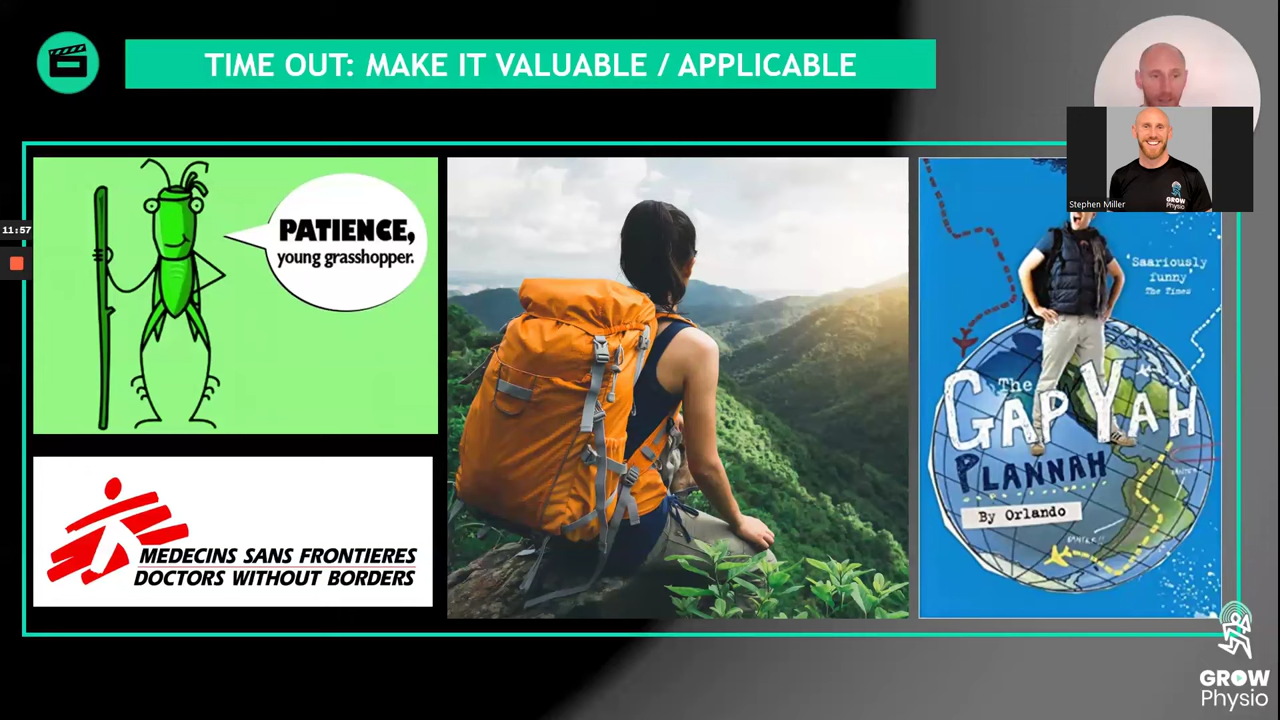 TIME OUT: MAKE IT VALUABLE / APPLICABLE
Stephen Miller
GROW
Physio
11:57
PATIENCE,
young grasshopper.
'Saariously
funny'
The Times
The
GAP YAH
PLANNAH
By Orlando
MEDECINS SANS FRONTIERES
DOCTORS WITHOUT BORDERS
GROW
Physio